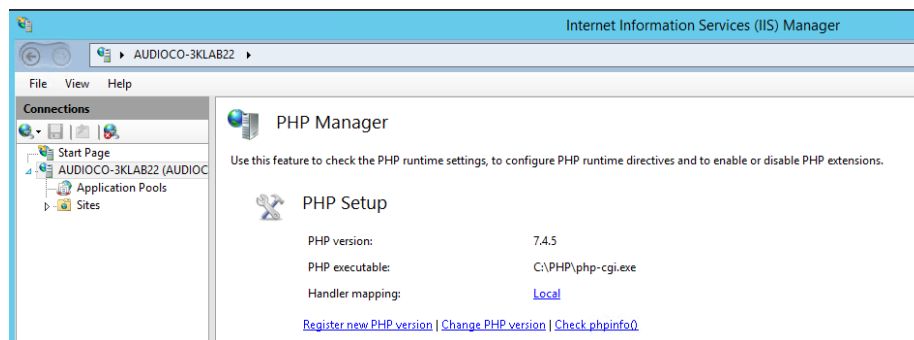 Internet Information Services (IIS) Manager
AUDIOCO-3KLAB22
File View Help
Connections
Start Page
AUDIOCO-3KLAB22 (AUDIOC
Application Pools
Sites
PHP Manager
Use this feature to check the PHP runtime settings, to configure PHP runtime directives and to enable or disable PHP extensions.
PHP Setup
PHP version: 7.4.5
PHP executable: C:\PHP\php-cgi.exe
Handler mapping: Local
Register new PHP version | Change PHP version | Check phpinfo()